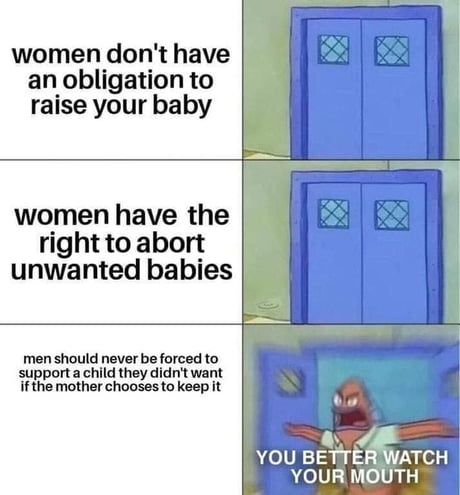 women don't have
an obligation to
raise your baby
women have the
right to abort
unwanted babies
men should never be forced to
support a child they didn't want
if the mother chooses to keep it
YOU BETTER WATCH
YOUR MOUTH